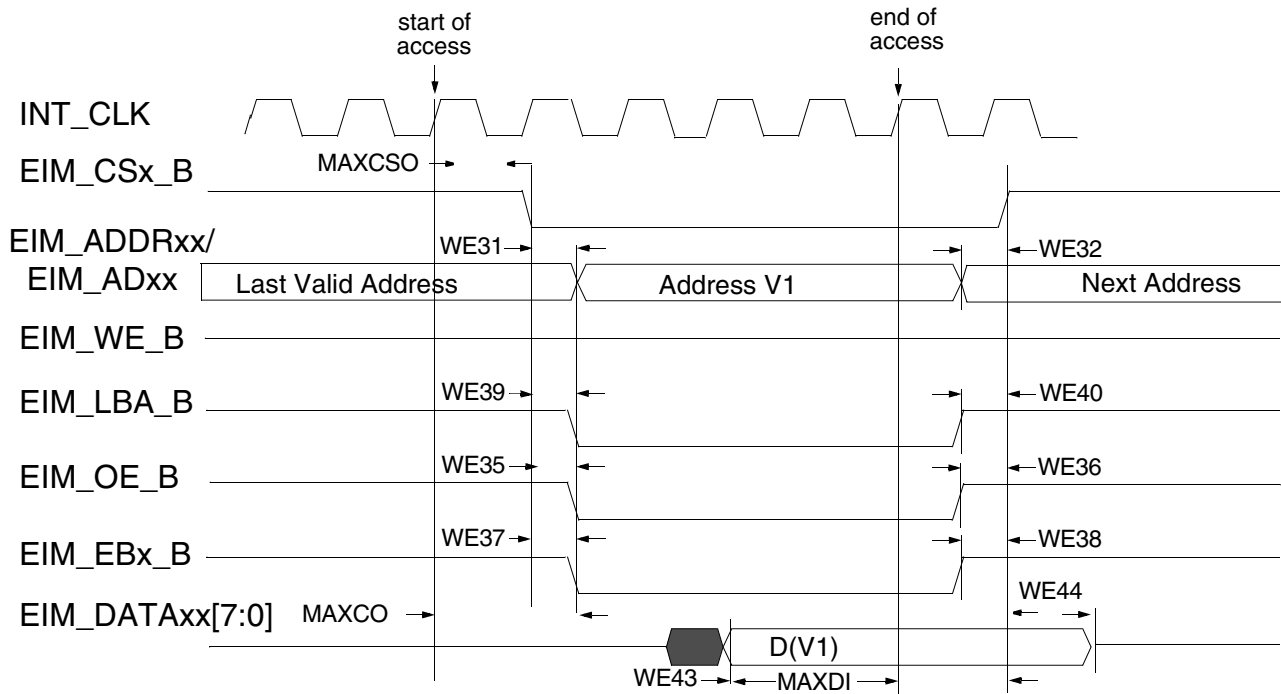 start of
access
end of
access
INT_CLK
MAXCSO
EIM_CSx_B
EIM_ADDRxx/
EIM_ADxx
WE31
WE32
Last Valid Address
Address V1
Next Address
EIM_WE_B
WE39
WE40
EIM_LBA_B
WE35
WE36
EIM_OE_B
WE37
WE38
EIM_EBx_B
WE44
EIM_DATAxx[7:0]
MAXCO
D(V1)
WE43
MAXDI